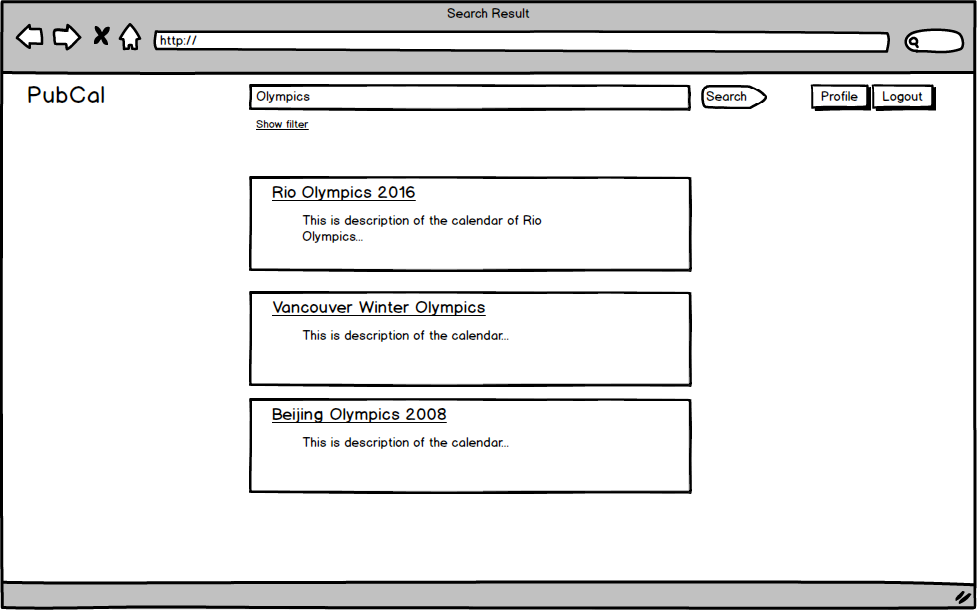 Search Result
http://
PubCal
Olympics
Search
Profile
Logout
Show filter
Rio Olympics 2016
This is description of the calendar of Rio
Olympics...
Vancouver Winter Olympics
This is description of the calendar...
Beijing Olympics 2008
This is description of the calendar...